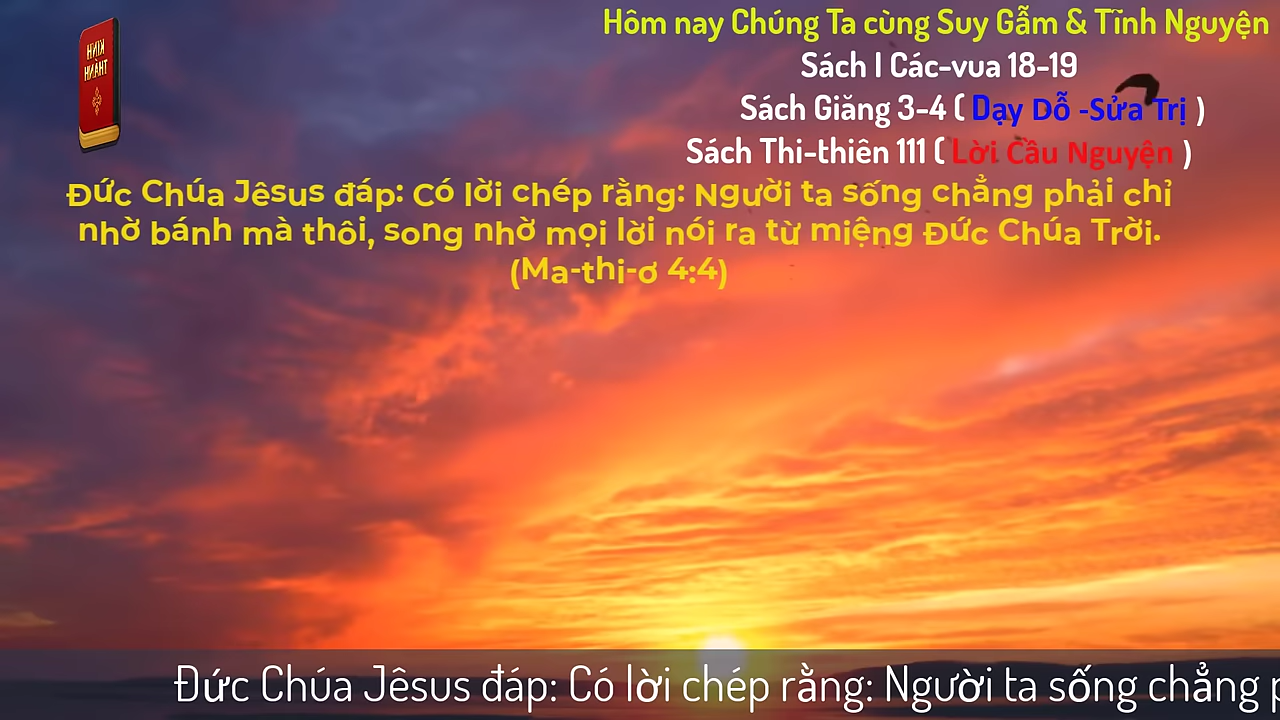 Hôm nay Chúng Ta cùng Suy Gẫm & Tĩnh Nguyện
Sách I Các-vua 18-19
Sách Giăng 3-4 ( Dạy Dỗ -Sửa Trị )
Sách Thi-thiên 111 ( Lời Cầu Nguyện )
KINH
THÁNH
Đức Chúa Jêsus đáp: Có lời chép rằng: Người ta sống chẳng phải chỉ
nhờ bánh mà thôi, song nhờ mọi lời nói ra từ miệng Đức Chúa Trời.
(Ma-thi-ơ 4:4)
Đức Chúa Jêsus đáp: Có lời chép rằng: Người ta sống chẳng p